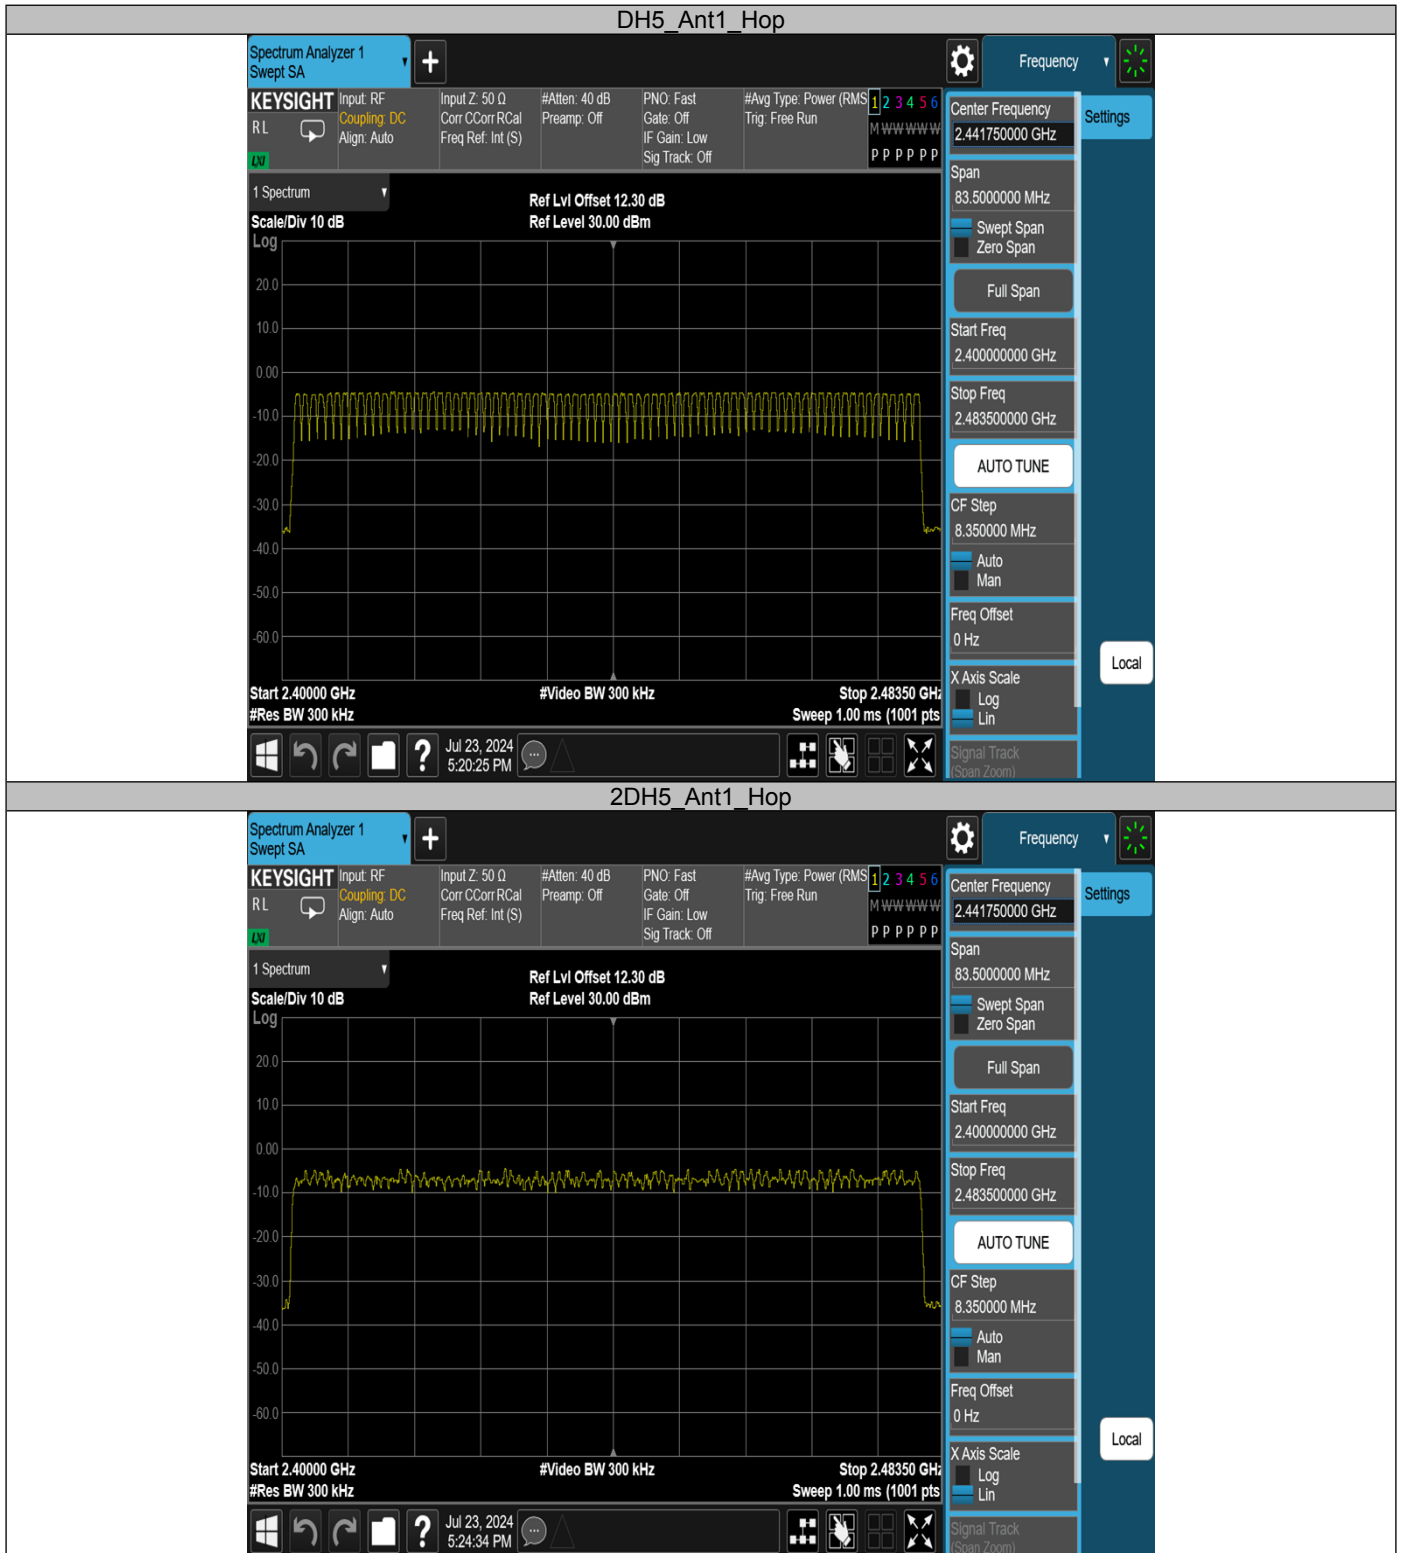 DH5_Ant1_Hop
Spectrum Analyzer 1
Swept SA
Frequency
KEYSIGHT
RL
LXI
Input: RF
Coupling: DC
Align: Auto
Input Z: 50 Ω
Corr CCorr RCal
Freq Ref: Int (S)
#Atten: 40 dB
Preamp: Off
PNO: Fast
Gate: Off
IF Gain: Low
Sig Track: Off
#Avg Type: Power (RMS
Trig: Free Run
1 2 3 4 5 6
M W W W W W
P P P P P P
1 Spectrum
Scale/Div 10 dB
Ref Lvl Offset 12.30 dB
Ref Level 30.00 dBm
Log
20.0
10.0
0.00
-10.0
-20.0
-30.0
-40.0
-50.0
-60.0
Start 2.40000 GHz
#Video BW 300 kHz
Stop 2.48350 GHz
#Res BW 300 kHz
Sweep 1.00 ms (1001 pts
Jul 23, 2024
5:20:25 PM
Center Frequency
2.441750000 GHz
Settings
Span
83.5000000 MHz
Swept Span
Zero Span
Full Span
Start Freq
2.400000000 GHz
Stop Freq
2.483500000 GHz
AUTO TUNE
CF Step
8.350000 MHz
Auto
Man
Freq Offset
0 Hz
Local
X Axis Scale
Log
Lin
Signal Track
(Span Zoom)
2DH5_Ant1_Hop
Spectrum Analyzer 1
Swept SA
Frequency
KEYSIGHT
RL
LXI
Input: RF
Coupling: DC
Align: Auto
Input Z: 50 Ω
Corr CCorr RCal
Freq Ref: Int (S)
#Atten: 40 dB
Preamp: Off
PNO: Fast
Gate: Off
IF Gain: Low
Sig Track: Off
#Avg Type: Power (RMS
Trig: Free Run
1 2 3 4 5 6
M W W W W W
P P P P P P
1 Spectrum
Scale/Div 10 dB
Ref Lvl Offset 12.30 dB
Ref Level 30.00 dBm
Log
20.0
10.0
0.00
-10.0
-20.0
-30.0
-40.0
-50.0
-60.0
Start 2.40000 GHz
#Video BW 300 kHz
Stop 2.48350 GHz
#Res BW 300 kHz
Sweep 1.00 ms (1001 pts
Jul 23, 2024
5:24:34 PM
Center Frequency
2.441750000 GHz
Settings
Span
83.5000000 MHz
Swept Span
Zero Span
Full Span
Start Freq
2.400000000 GHz
Stop Freq
2.483500000 GHz
AUTO TUNE
CF Step
8.350000 MHz
Auto
Man
Freq Offset
0 Hz
Local
X Axis Scale
Log
Lin
Signal Track
(Span Zoom)